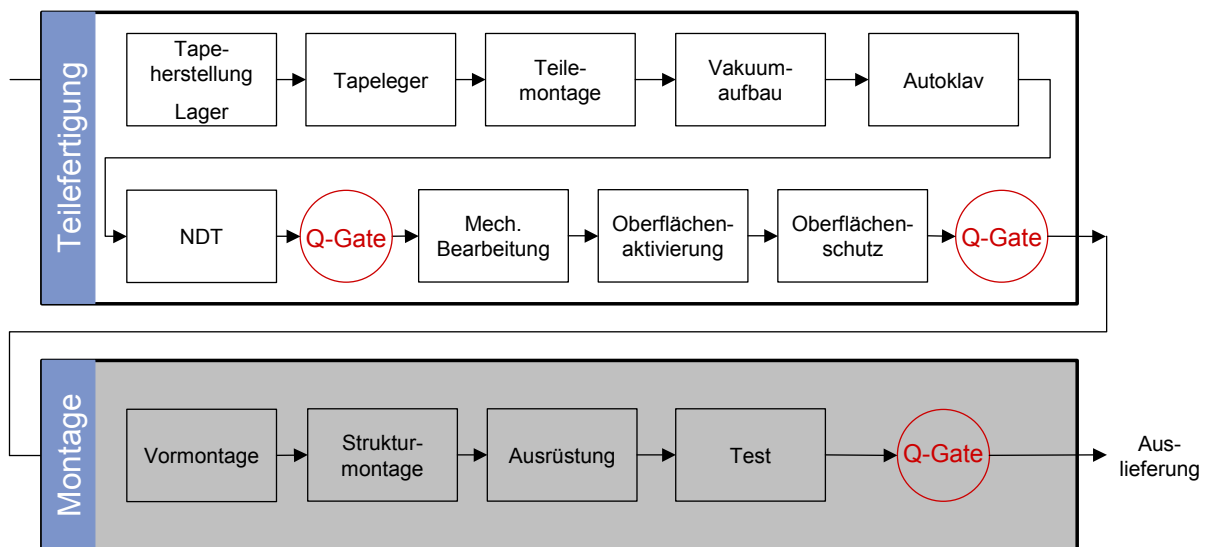 Teilefertigung
Tape-
herstellung
Lager
Tapeleger
Teile-
montage
Vakuum-
aufbau
Autoklav
NDT
Q-Gate
Mech.
Bearbeitung
Oberflächen-
aktivierung
Oberflächen-
schutz
Q-Gate
Montage
Vormontage
Struktur-
montage
Ausrüstung
Test
Q-Gate
Aus-
lieferung